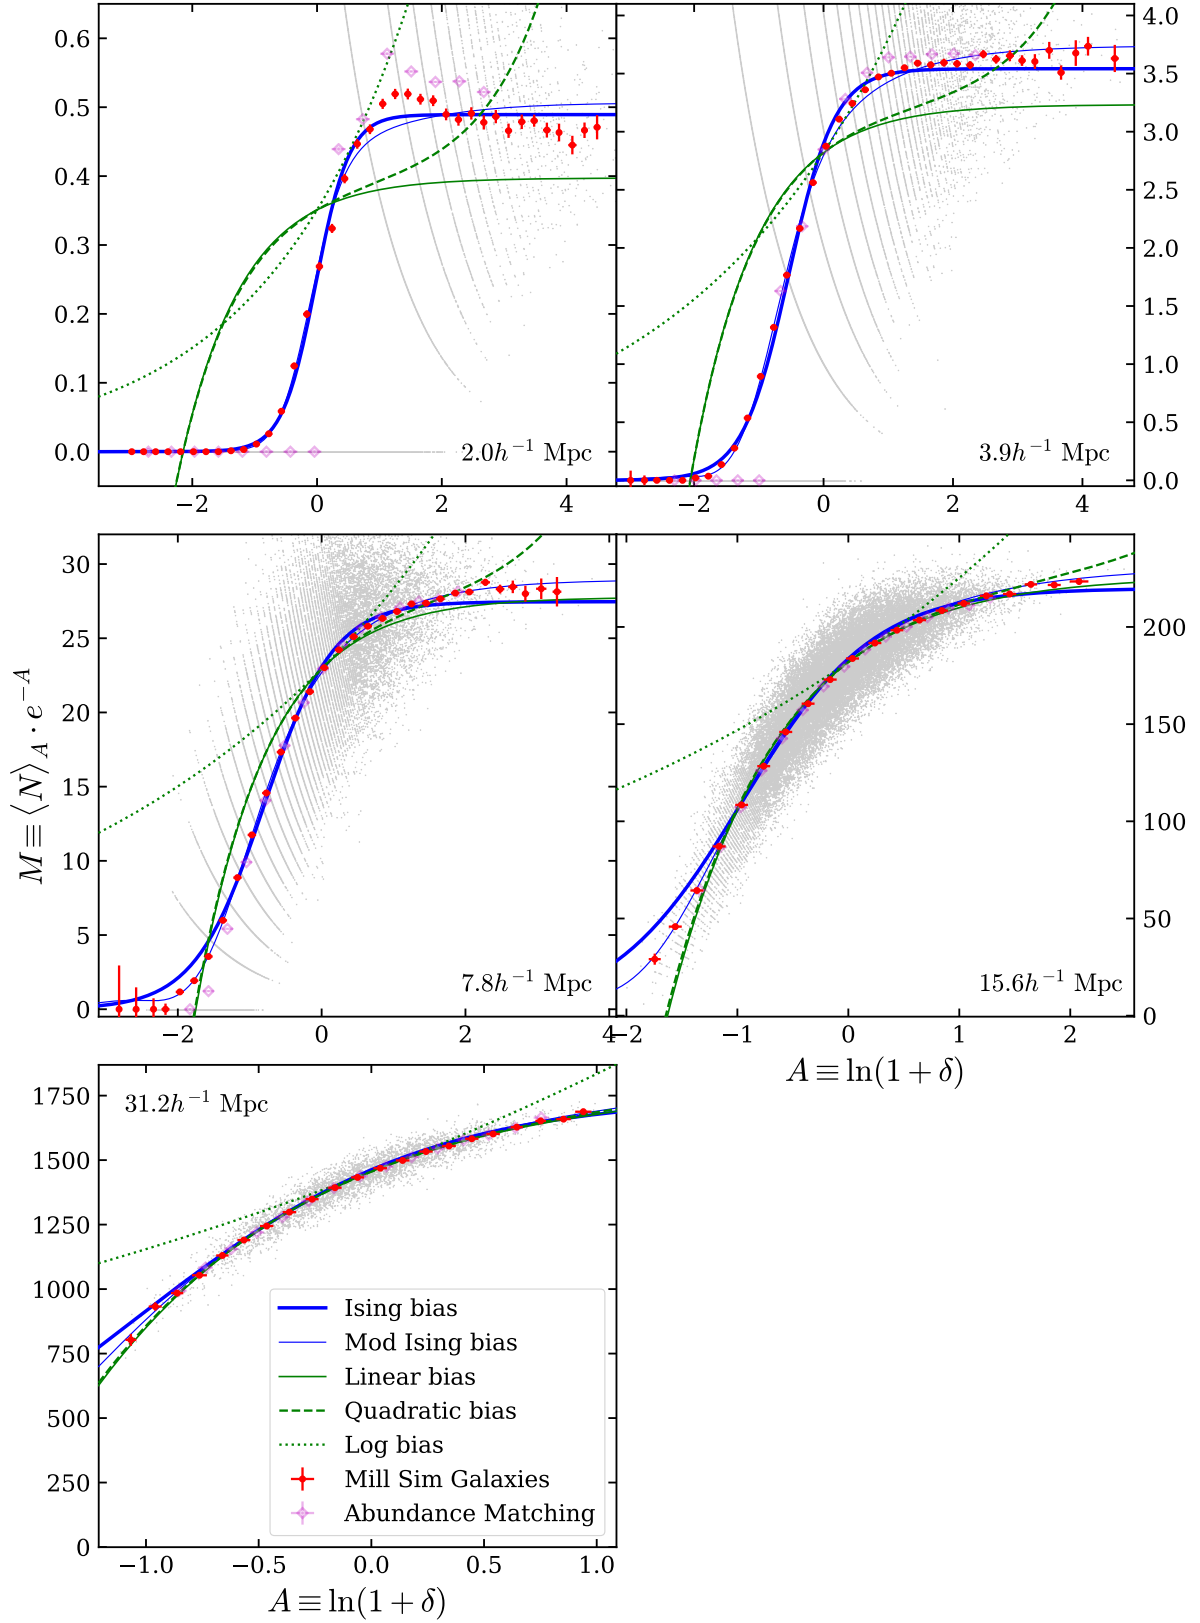 0.6
0.5
0.4
0.3
0.2
0.1
0.0
−2 0 2 4
2.0h⁻¹ Mpc
4.0
3.5
3.0
2.5
2.0
1.5
1.0
0.5
0.0
−2 0 2 4
3.9h⁻¹ Mpc
M ≡ ⟨N⟩_A · e^{−A}
30
25
20
15
10
5
0
−2 0 2 4
7.8h⁻¹ Mpc
200
150
100
50
0
−2 −1 0 1 2
15.6h⁻¹ Mpc
A ≡ ln(1 + δ)
1750
1500
1250
1000
750
500
250
0
−1.0 −0.5 0.0 0.5 1.0
31.2h⁻¹ Mpc
Ising bias
Mod Ising bias
Linear bias
Quadratic bias
Log bias
Mill Sim Galaxies
Abundance Matching
A ≡ ln(1 + δ)